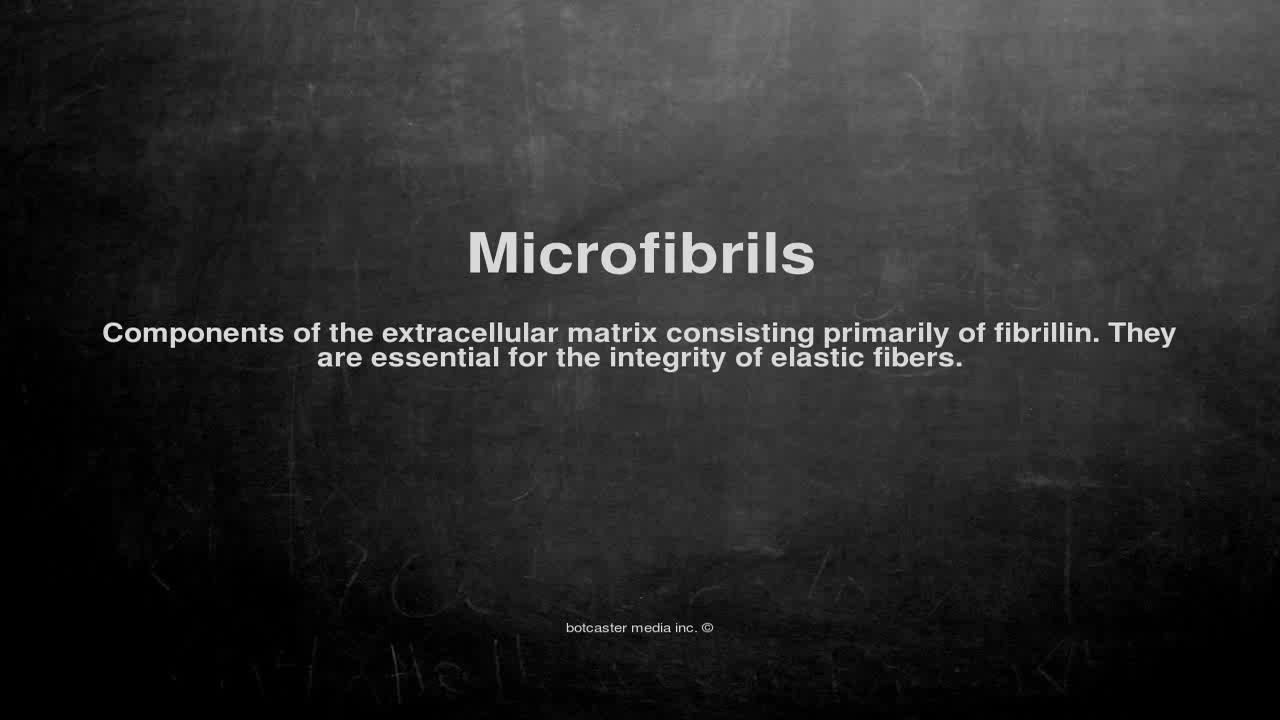 Microfibrils
Components of the extracellular matrix consisting primarily of fibrillin. They
are essential for the integrity of elastic fibers.
botcaster media inc. ©